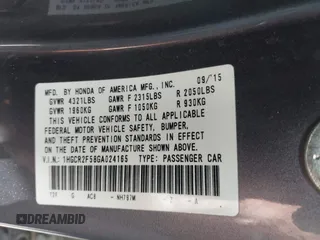 MFD. BY HONDA OF AMERICA MFG.,INC. 09/15
GVWR 4321LBS GAWR F 2315LBS R 2050LBS
GVWR 1960KG GAWR F 1050KG R 930KG
THIS VEHICLE CONFORMS TO ALL APPLICABLE
FEDERAL MOTOR VEHICLE SAFETY, BUMPER,
AND THEFT PREVENTION STANDARDS IN EFFECT
ON THE DATE OF MANUFACTURE SHOWN ABOVE.
V.I.N.: 1HGCR2F58GA024165 TYPE: PASSENGER CAR
G AC6 NH797M A
DREAMBID